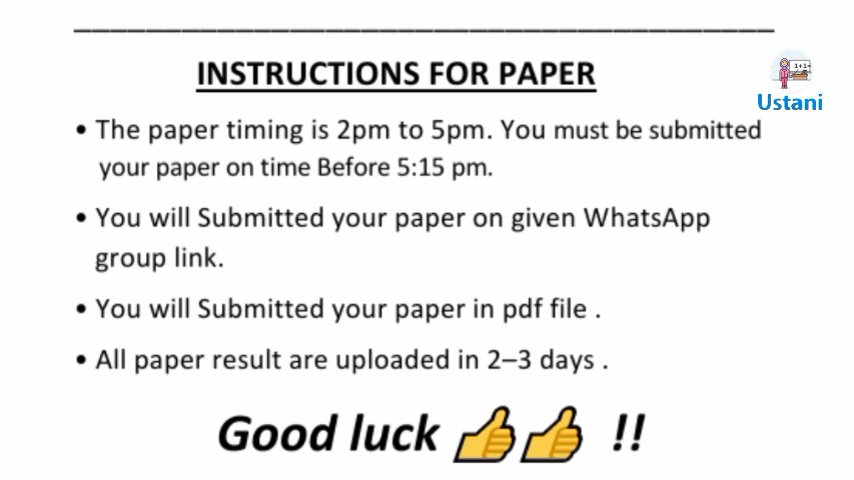 INSTRUCTIONS FOR PAPER
1+1=
Ustani
• The paper timing is 2pm to 5pm. You must be submitted
your paper on time Before 5:15 pm.
• You will Submitted your paper on given WhatsApp
group link.
• You will Submitted your paper in pdf file .
• All paper result are uploaded in 2–3 days .
Good luck 👍👍 !!